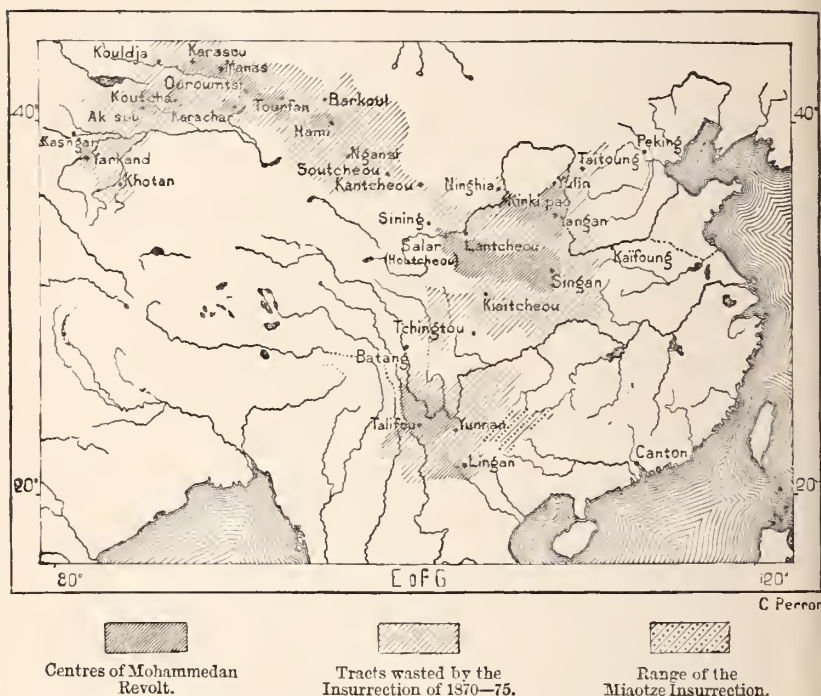 Kouldja
Karasou
Manas
Ouroumtsi
40°
Koutcha
Tourfan
Barkoul
40°
Ak su
Karachar
Hami
Kashgar
Yarkand
Khotan
Ngansi
Soutcheou
Kantcheou
Ninghia
Yulin
Taitoung
Peking
Kinki pao
Yangan
Sining
Salar
(Houtcheou)
Lantcheou
Kaifoung
Singan
Kiaitcheou
Tchingtou
Batang
Talifou
Yunnan
Lingan
Canton
20°
20°
80°
E of G
120°
C Perron
Centres of Mohammedan
Revolt.
Tracts wasted by the
Insurrection of 1870—75.
Range of the
Miaotze Insurrection.